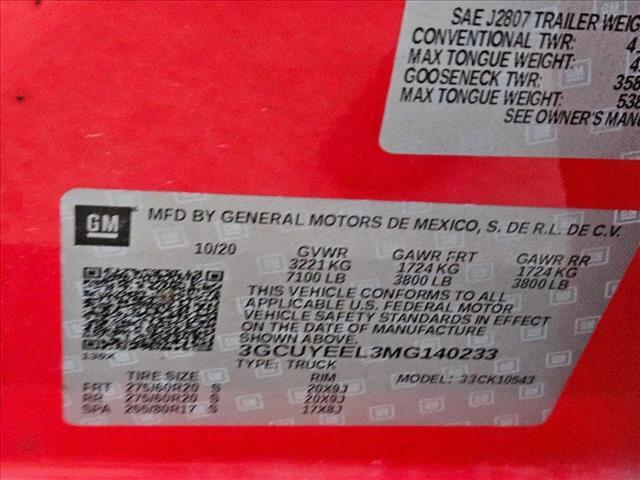 SAE J2807 TRAILER
CONVENTIONAL TWR:
MAX TONGUE WEIGHT:
GOOSENECK TWR: 358
MAX TONGUE WEIGHT: 538
SEE OWNER'S
GM MFD BY GENERAL MOTORS DE MEXICO, S. DE R.L. DE C.V.
10/20 GVWR GAWR FRT GAWR RR
3221 KG 1724 KG 1724 KG
7100 LB 3800 LB 3800 LB
THIS VEHICLE CONFORMS TO ALL
APPLICABLE U.S. FEDERAL MOTOR
VEHICLE SAFETY STANDARDS IN EFFECT
ON THE DATE OF MANUFACTURE
SHOWN ABOVE.
3GCUYEEL3MG140233
TYPE: TRUCK MODEL:
TIRE SIZE RIM
FRT 275/60R20 S 20X9J
RR 275/60R20 S 20X9J
SPA 255/80R17 S 17X8J